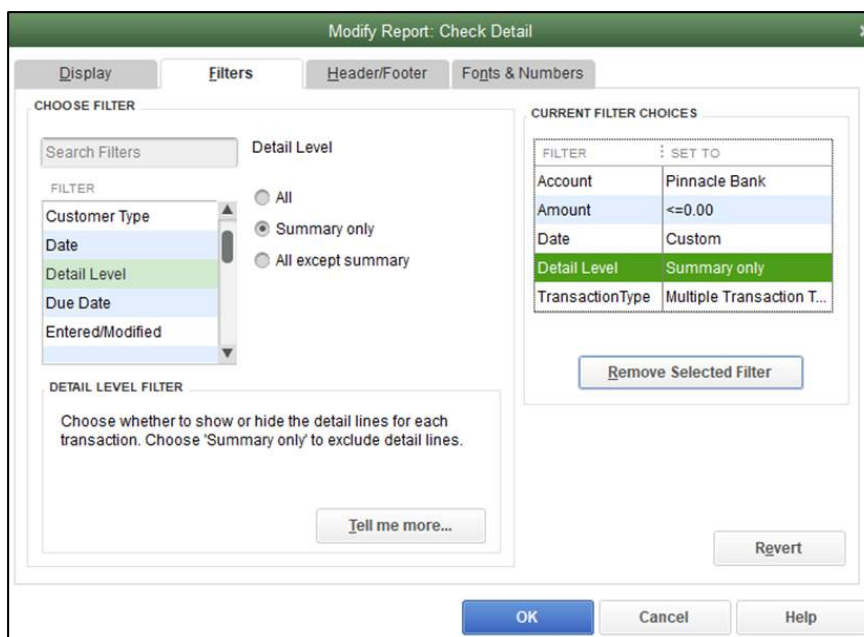 Modify Report: Check Detail
Display Filters Header/Footer Fonts & Numbers
CHOOSE FILTER
Search Filters
FILTER
Customer Type
Date
Detail Level
Due Date
Entered/Modified
Detail Level
All
Summary only
All except summary
DETAIL LEVEL FILTER
Choose whether to show or hide the detail lines for each
transaction. Choose 'Summary only' to exclude detail lines.
Tell me more...
CURRENT FILTER CHOICES
FILTER SET TO
Account Pinnacle Bank
Amount <=0.00
Date Custom
Detail Level Summary only
TransactionType Multiple Transaction T...
Remove Selected Filter
Revert
OK Cancel Help